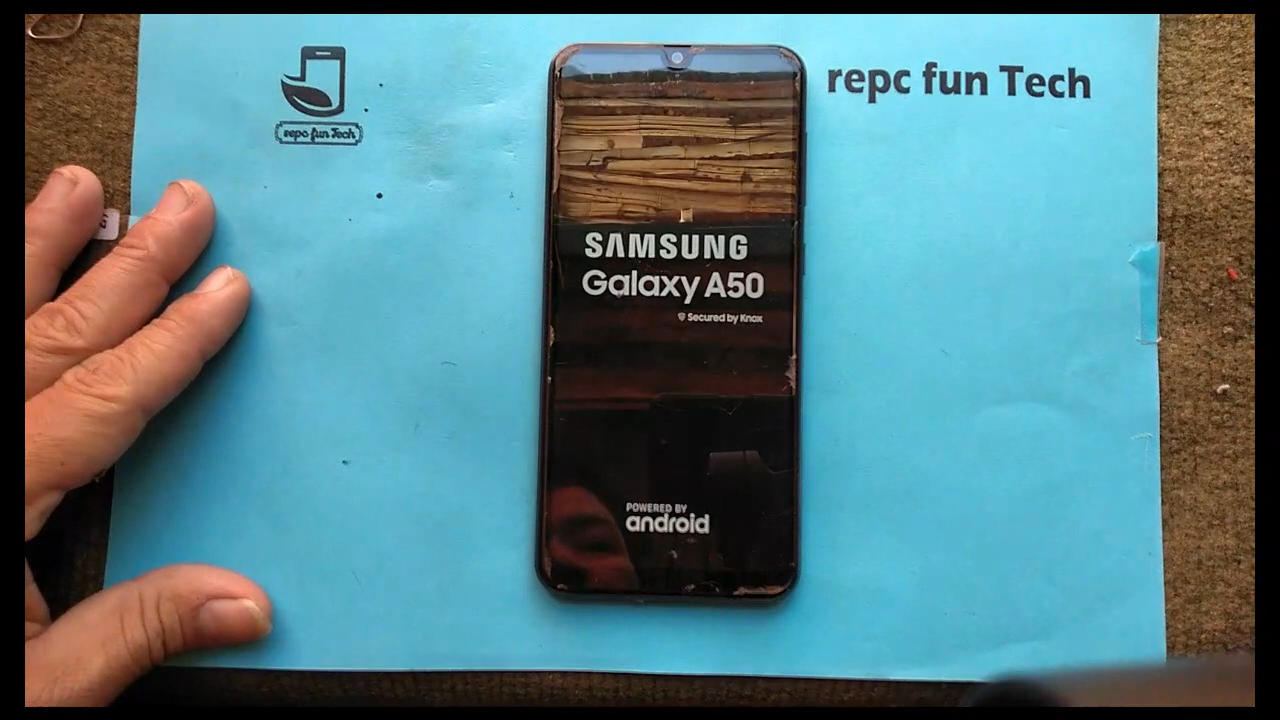 repc fun Tech
repc fun Tech
SAMSUNG
Galaxy A50
Secured by Knox
POWERED BY
android